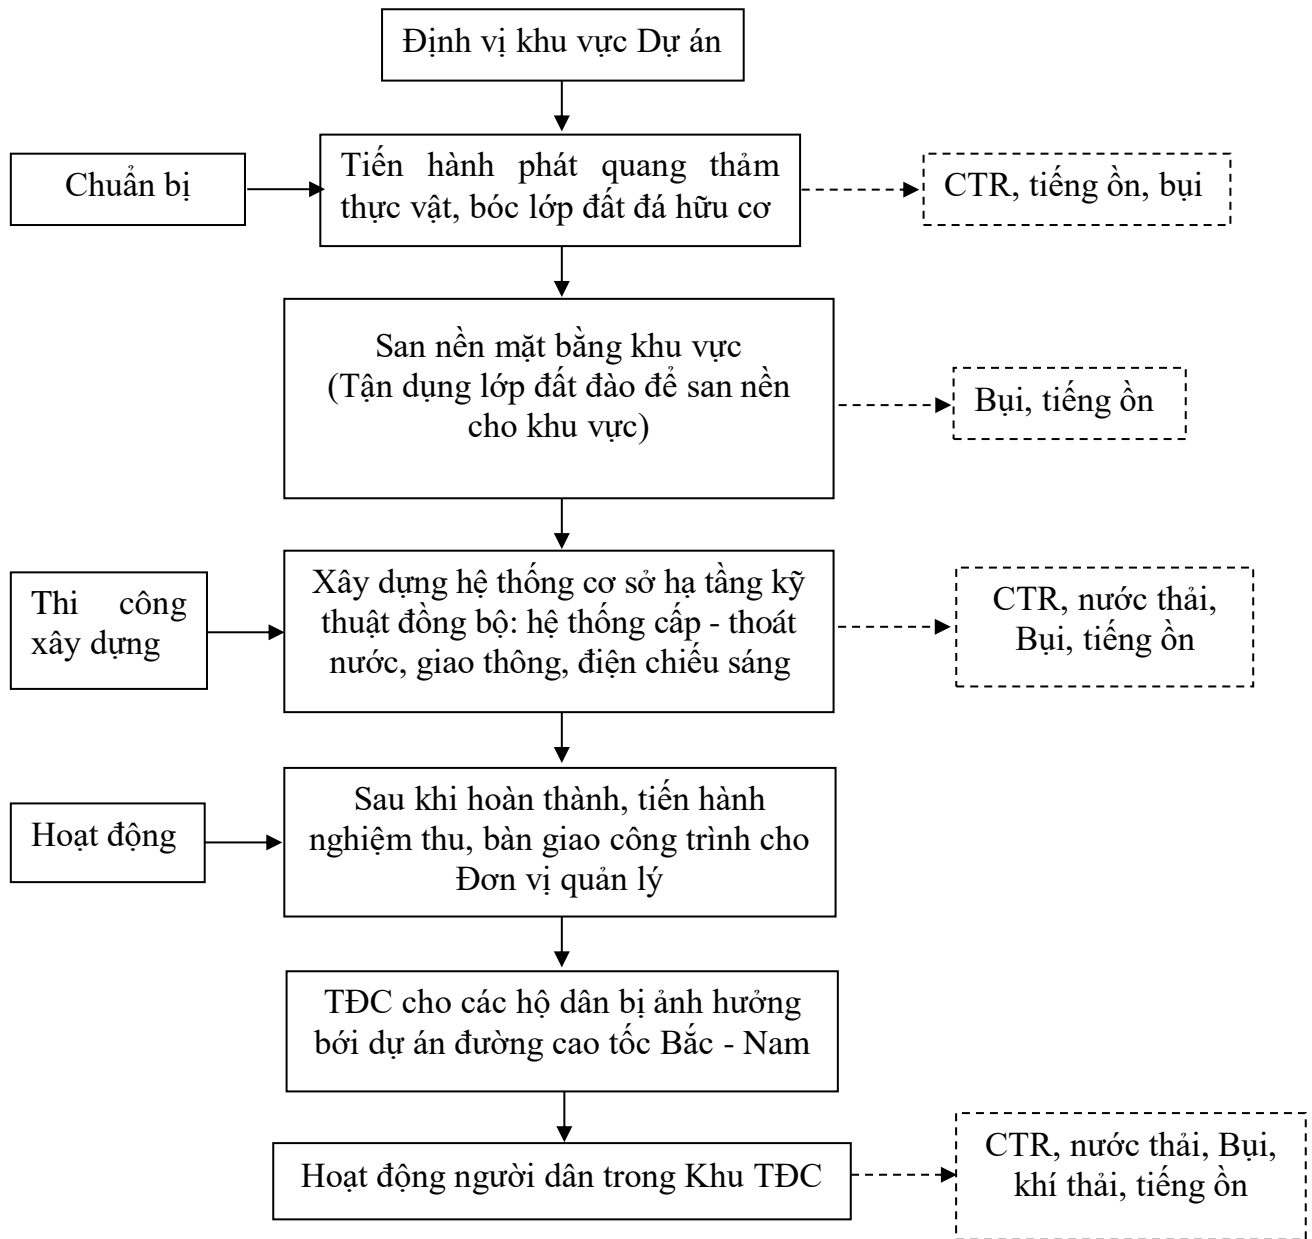 Định vị khu vực Dự án
Chuẩn bị
Tiến hành phát quang thảm
thực vật, bóc lớp đất đá hữu cơ
CTR, tiếng ồn, bụi
San nền mặt bằng khu vực
(Tận dụng lớp đất đào để san nền
cho khu vực)
Bụi, tiếng ồn
Thi công
xây dựng
Xây dựng hệ thống cơ sở hạ tầng kỹ
thuật đồng bộ: hệ thống cấp - thoát
nước, giao thông, điện chiếu sáng
CTR, nước thải,
Bụi, tiếng ồn
Hoạt động
Sau khi hoàn thành, tiến hành
nghiệm thu, bàn giao công trình cho
Đơn vị quản lý
TĐC cho các hộ dân bị ảnh hưởng
bới dự án đường cao tốc Bắc - Nam
Hoạt động người dân trong Khu TĐC
CTR, nước thải, Bụi,
khí thải, tiếng ồn